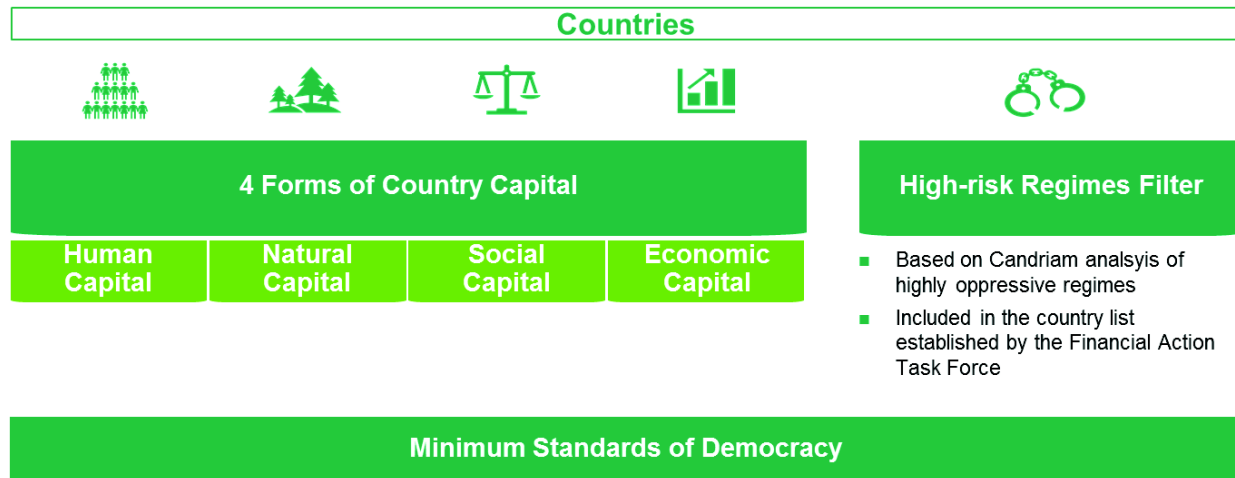 Countries
4 Forms of Country Capital
High-risk Regimes Filter
Human
Capital
Natural
Capital
Social
Capital
Economic
Capital
Based on Candriam analsyis of
highly oppressive regimes
Included in the country list
established by the Financial Action
Task Force
Minimum Standards of Democracy